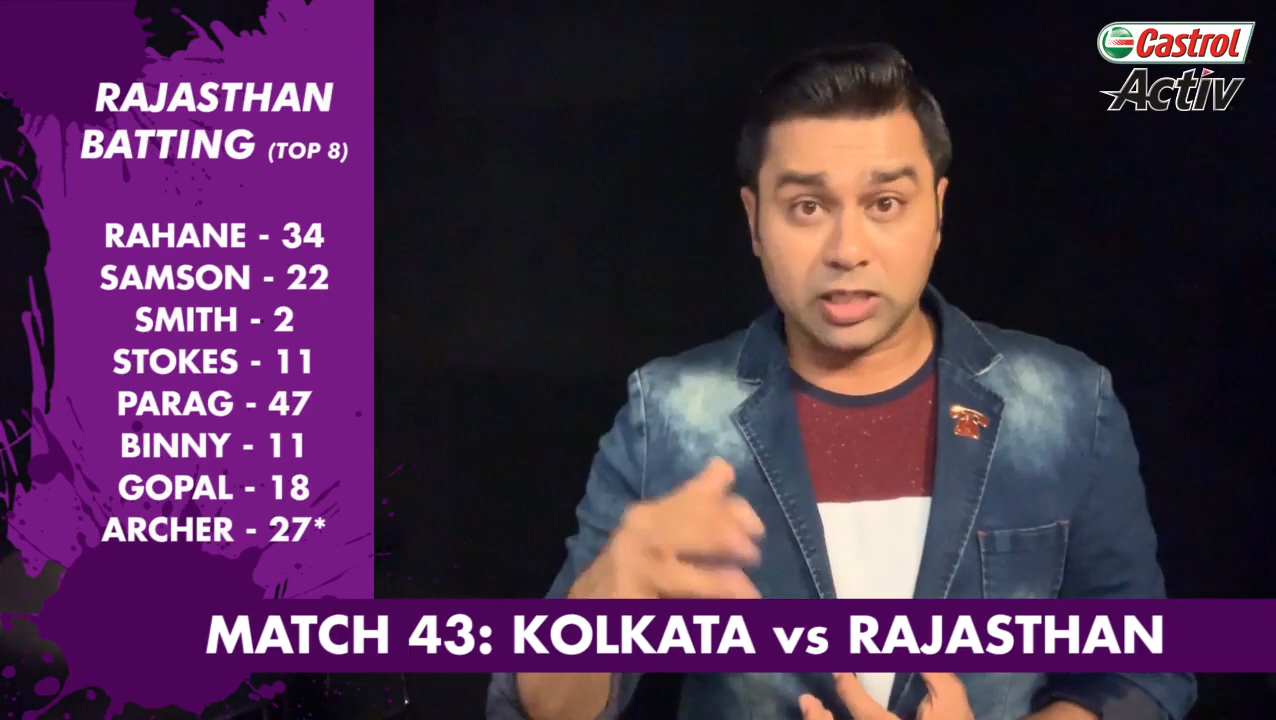 RAJASTHAN
BATTING (TOP 8)
RAHANE - 34
SAMSON - 22
SMITH - 2
STOKES - 11
PARAG - 47
BINNY - 11
GOPAL - 18
ARCHER - 27*
Castrol
Activ
MATCH 43: KOLKATA vs RAJASTHAN